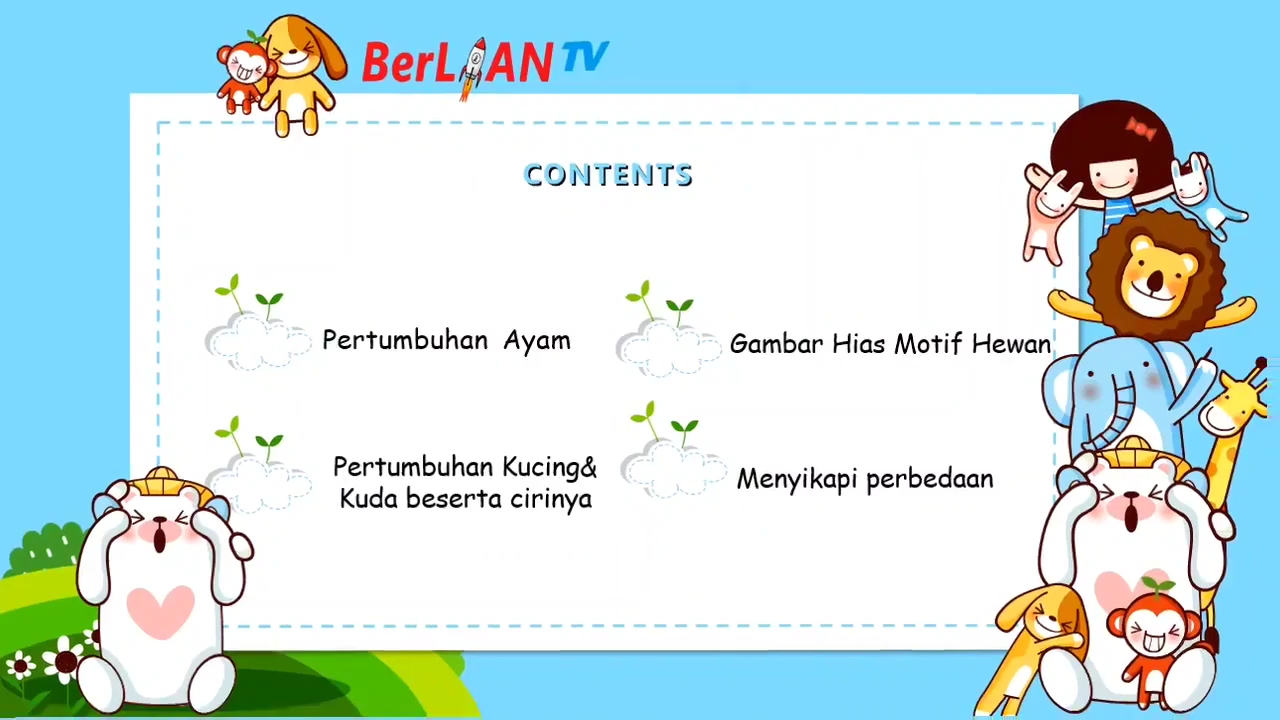 BerLIAN TV
CONTENTS
Pertumbuhan Ayam
Gambar Hias Motif Hewan
Pertumbuhan Kucing&
Kuda beserta cirinya
Menyikapi perbedaan